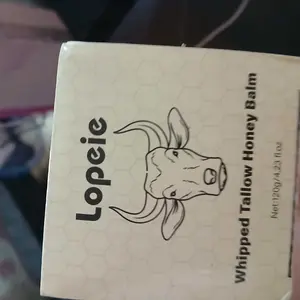 Lopeie
Whipped Tallow Honey Balm
Net:120g/4.23 fl.oz